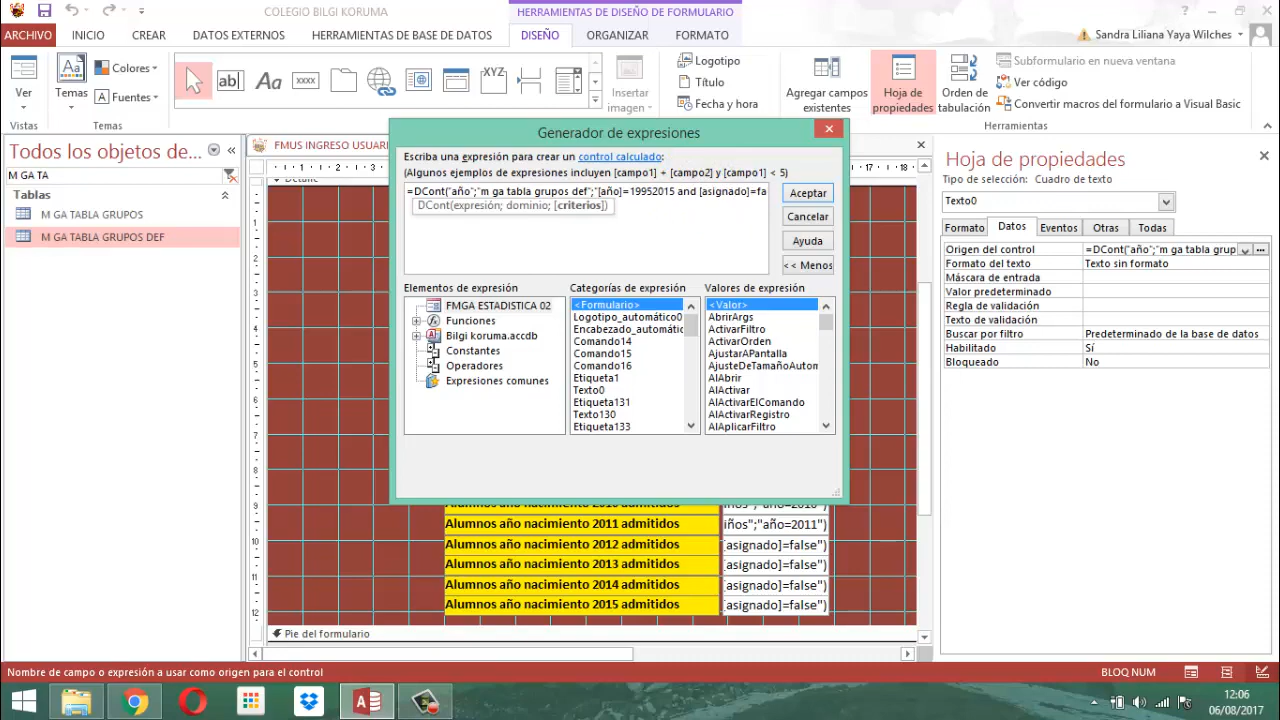 COLEGIO BILGI KORUMA
HERRAMIENTAS DE DISEÑO DE FORMULARIO
ARCHIVO
INICIO
CREAR
DATOS EXTERNOS
HERRAMIENTAS DE BASE DE DATOS
DISEÑO
ORGANIZAR
FORMATO
Sandra Liliana Yaya Wilches
Ver
Vistas
Aa
Temas
Colores
Fuentes
Temas
ab|
Aa
xxxx
XYZ
Insertar
imagen
Logotipo
Título
Fecha y hora
Agregar campos
existentes
Hoja de
propiedades
Orden de
tabulación
Subformulario en nueva ventana
Ver código
Convertir macros del formulario a Visual Basic
Herramientas
Todos los objetos de...
M GA TA
Tablas
M GA TABLA GRUPOS
M GA TABLA GRUPOS DEF
FMUS INGRESO USUARI
Detalle
Generador de expresiones
Escriba una expresión para crear un control calculado:
(Algunos ejemplos de expresiones incluyen [campo1] + [campo2] y [campo1] < 5)
=DCont("año";"m ga tabla grupos def";"[año]=19952015 and [asignado]=fa
DCont(expresión; dominio; [criterios])
Aceptar
Cancelar
Ayuda
<< Menos
Elementos de expresión
FMGA ESTADISTICA 02
Funciones
Bilgi koruma.accdb
Constantes
Operadores
Expresiones comunes
Categorías de expresión
<Formulario>
Logotipo_automático0
Encabezado_automátic
Comando14
Comando15
Comando16
Etiqueta1
Texto0
Etiqueta131
Texto130
Etiqueta133
Valores de expresión
<Valor>
AbrirArgs
ActivarFiltro
ActivarOrden
AjustarAPantalla
AjusteDeTamañoAutom
AlAbrir
AlActivar
AlActivarElComando
AlActivarRegistro
AlAplicarFiltro
Alumnos año nacimiento 2011 admitidos
iños";"año=2011")
Alumnos año nacimiento 2012 admitidos
[asignado]=false")
Alumnos año nacimiento 2013 admitidos
[asignado]=false")
Alumnos año nacimiento 2014 admitidos
[asignado]=false")
Alumnos año nacimiento 2015 admitidos
[asignado]=false")
Pie del formulario
Hoja de propiedades
Tipo de selección: Cuadro de texto
Texto0
Formato
Datos
Eventos
Otras
Todas
Origen del control
=DCont("año";"m ga tabla grup
Formato del texto
Texto sin formato
Máscara de entrada
Valor predeterminado
Regla de validación
Texto de validación
Buscar por filtro
Predeterminado de la base de datos
Habilitado
Sí
Bloqueado
No
Nombre de campo o expresión a usar como origen para el control
BLOQ NUM
12:06
06/08/2017